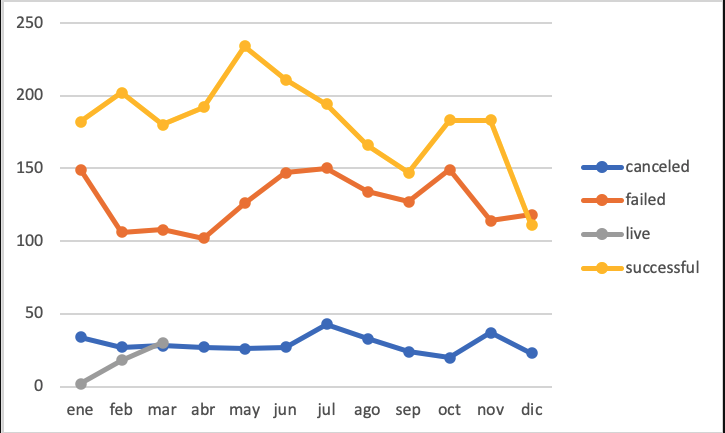 250
200
150
100
50
0
ene feb mar abr may jun jul ago sep oct nov dic
canceled
failed
live
successful